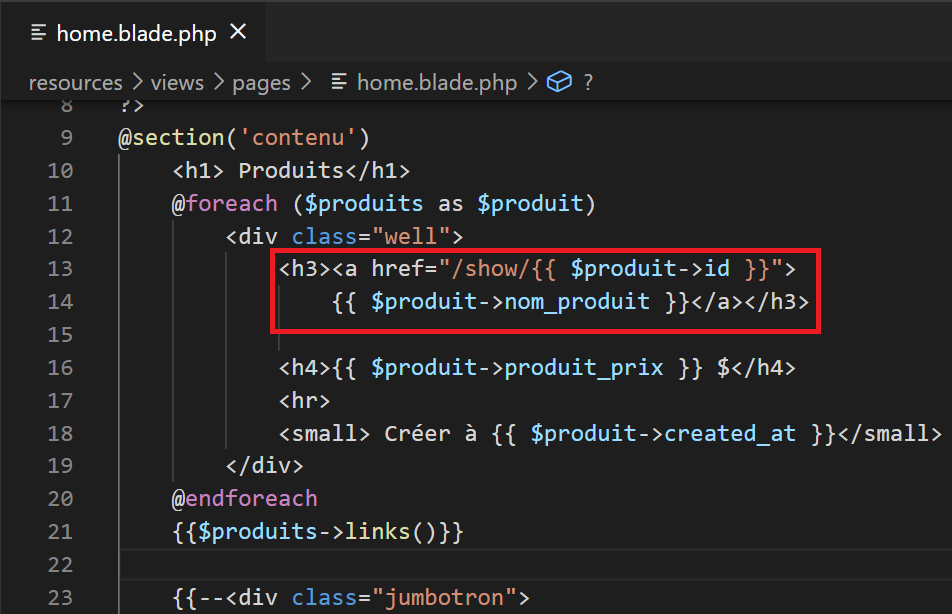 home.blade.php
resources > views > pages > home.blade.php > ?
8 ?>
9 @section('contenu')
10 <h1> Produits</h1>
11 @foreach ($produits as $produit)
12 <div class="well">
13 <h3><a href="/show/{{ $produit->id }}">
14 {{ $produit->nom_produit }}</a></h3>
15
16 <h4>{{ $produit->produit_prix }} $</h4>
17 <hr>
18 <small> Créer à {{ $produit->created_at }}</small>
19 </div>
20 @endforeach
21 {{$produits->links()}}
22
23 {{--<div class="jumbotron">